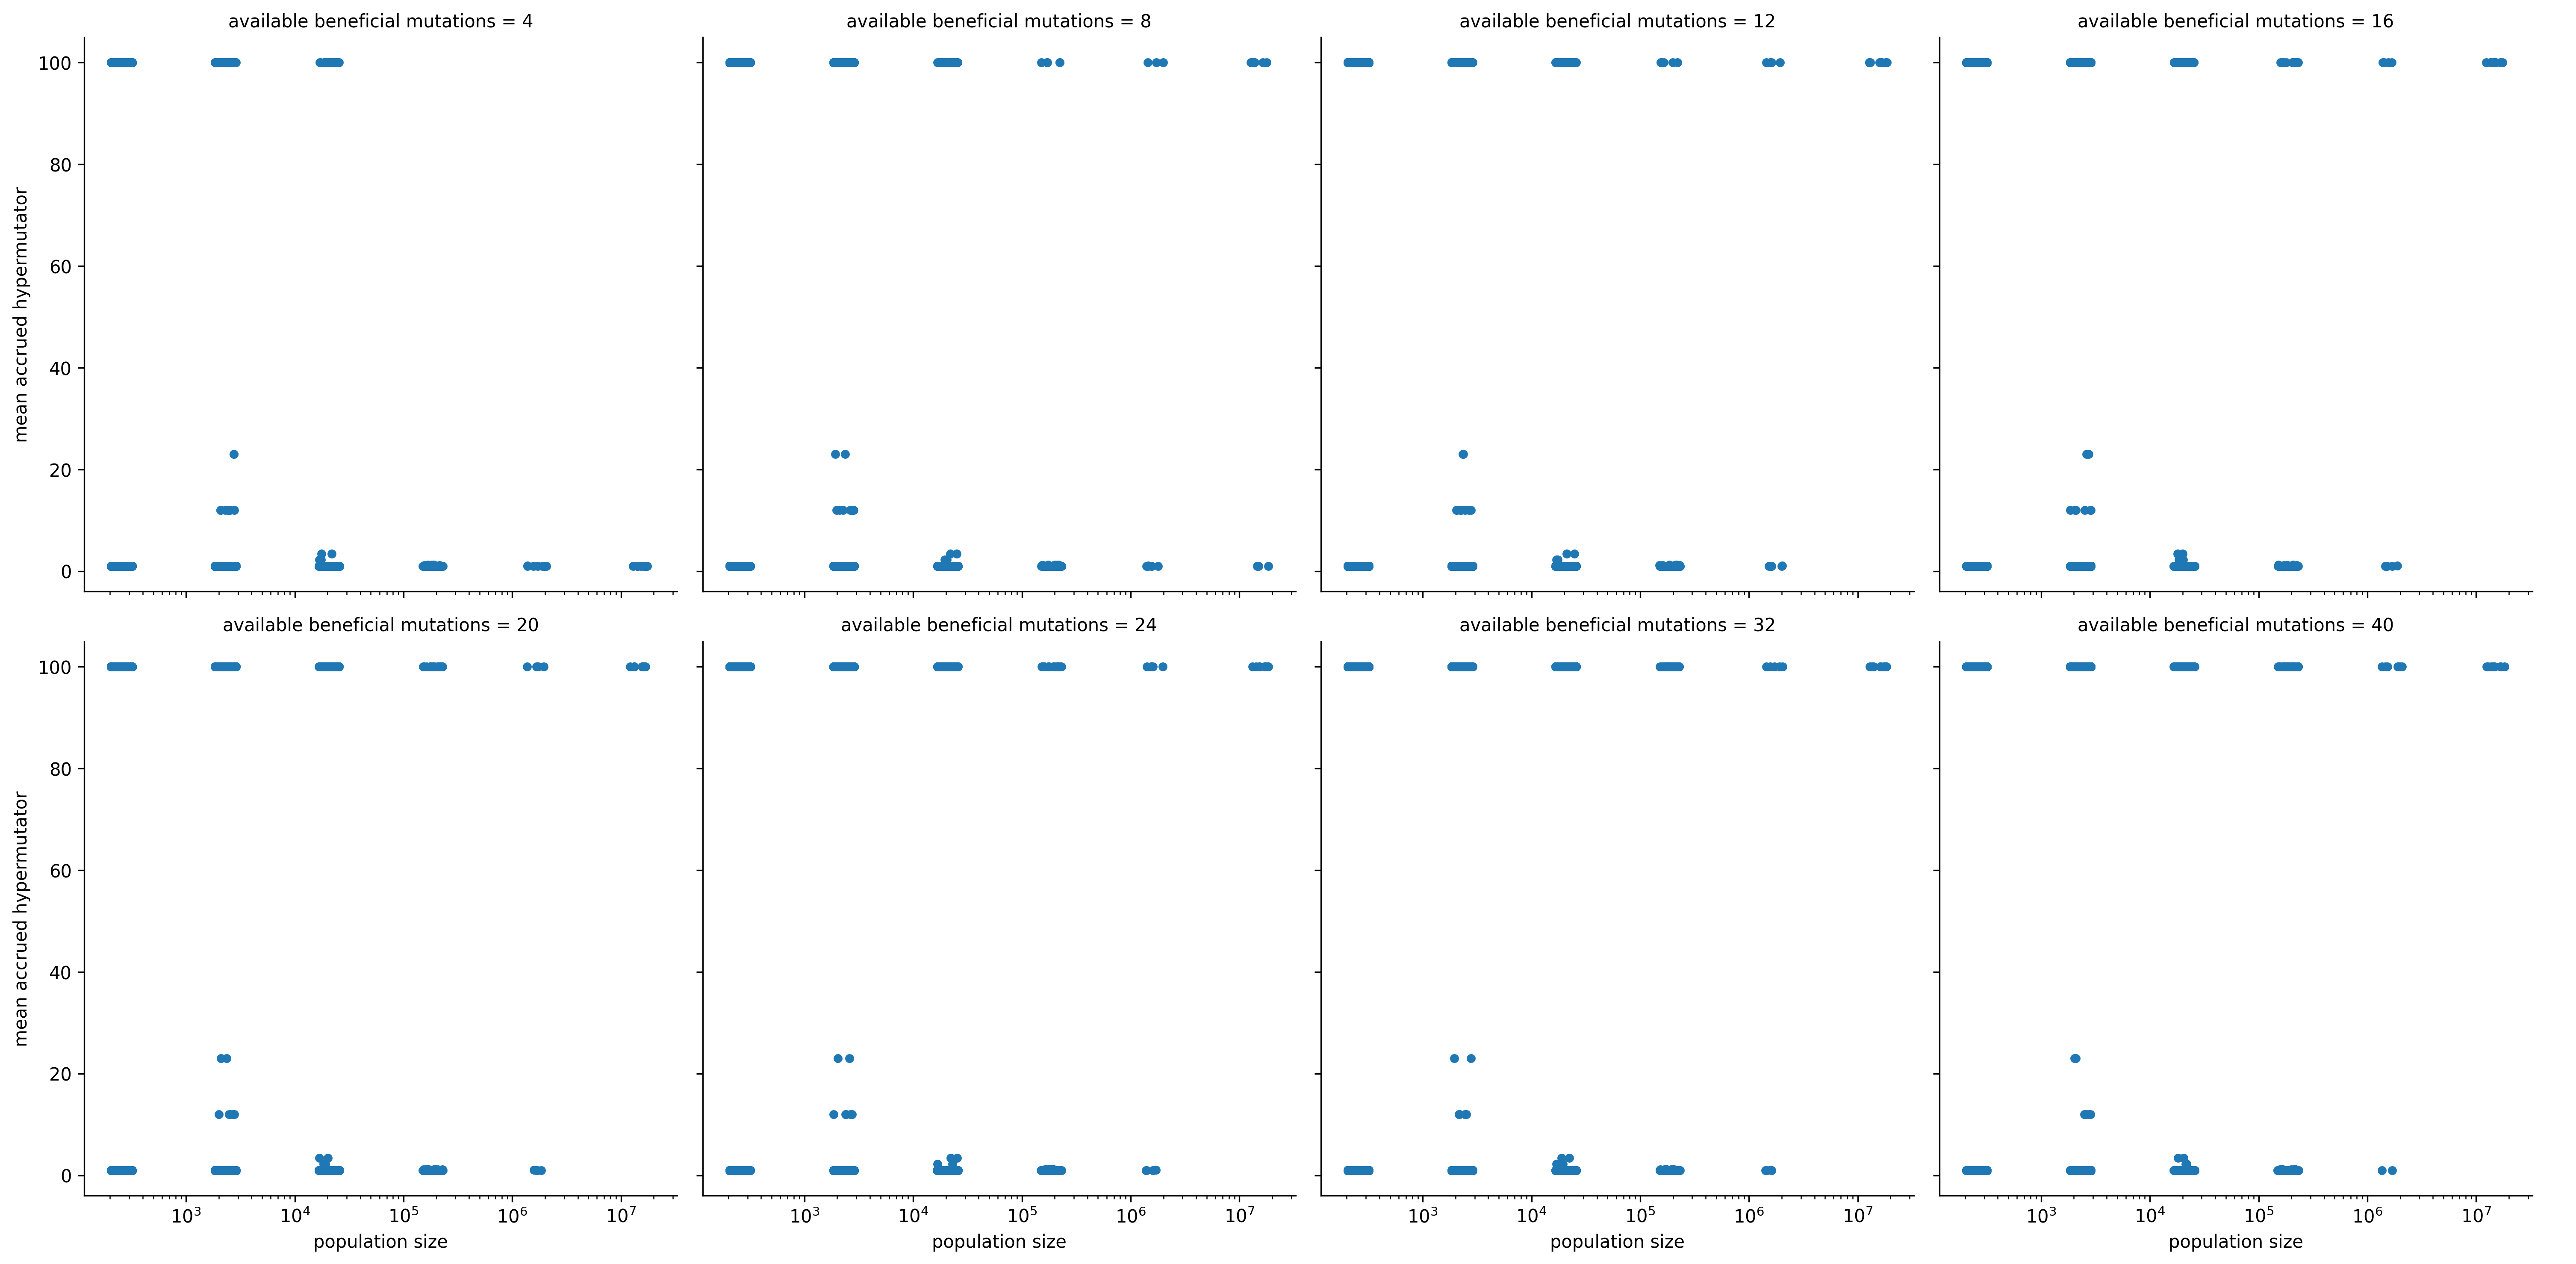 available beneficial mutations = 4
available beneficial mutations = 8
available beneficial mutations = 12
available beneficial mutations = 16
100
80
60
40
20
0
mean accrued hypermutator
available beneficial mutations = 20
available beneficial mutations = 24
available beneficial mutations = 32
available beneficial mutations = 40
100
80
60
40
20
0
mean accrued hypermutator
10³ 10⁴ 10⁵ 10⁶ 10⁷
10³ 10⁴ 10⁵ 10⁶ 10⁷
10³ 10⁴ 10⁵ 10⁶ 10⁷
10³ 10⁴ 10⁵ 10⁶ 10⁷
population size
population size
population size
population size